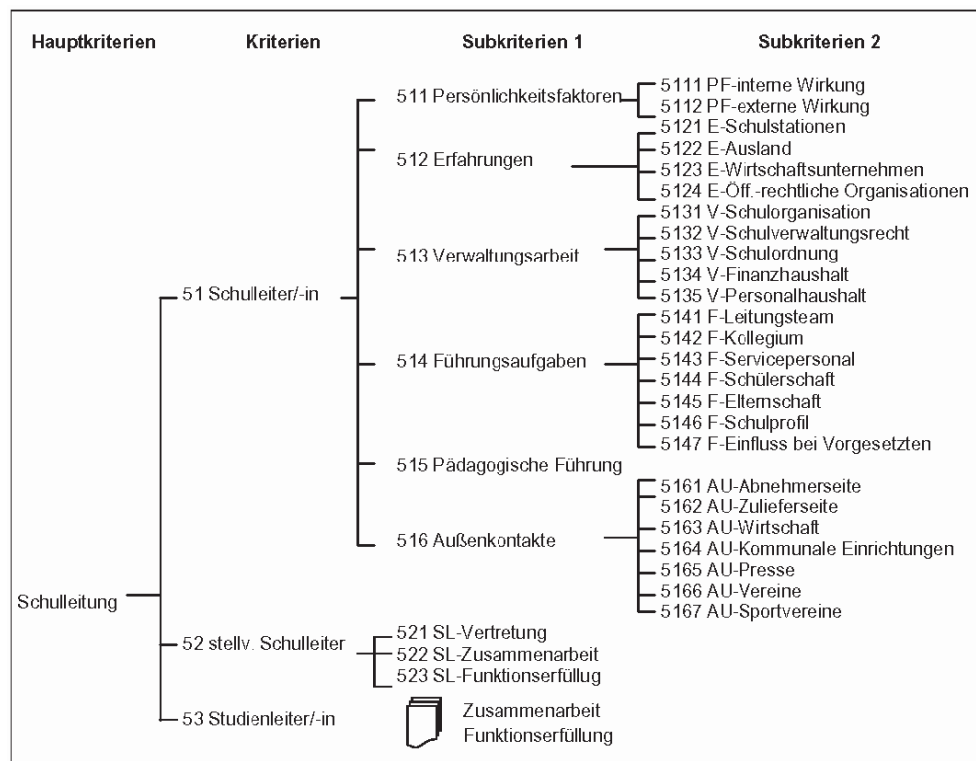 Hauptkriterien Kriterien Subkriterien 1 Subkriterien 2
5111 PF-interne Wirkung
511 Persönlichkeitsfaktoren
5112 PF-externe Wirkung
5121 E-Schulstationen
5122 E-Ausland
512 Erfahrungen
5123 E-Wirtschaftsunternehmen
5124 E-Öff.-rechtliche Organisationen
5131 V-Schulorganisation
5132 V-Schulverwaltungsrecht
513 Verwaltungsarbeit
5133 V-Schulordnung
5134 V-Finanzhaushalt
51 Schulleiter/-in
5135 V-Personalhaushalt
5141 F-Leitungsteam
5142 F-Kollegium
5143 F-Servicepersonal
514 Führungsaufgaben
5144 F-Schülerschaft
5145 F-Elternschaft
5146 F-Schulprofil
5147 F-Einfluss bei Vorgesetzten
515 Pädagogische Führung
5161 AU-Abnehmerseite
5162 AU-Zulieferseite
5163 AU-Wirtschaft
516 Außenkontakte
5164 AU-Kommunale Einrichtungen
5165 AU-Presse
5166 AU-Vereine
Schulleitung
5167 AU-Sportvereine
521 SL-Vertretung
52 stellv. Schulleiter
522 SL-Zusammenarbeit
523 SL-Funktionserfüllug
53 Studienleiter/-in
Zusammenarbeit
Funktionserfüllung